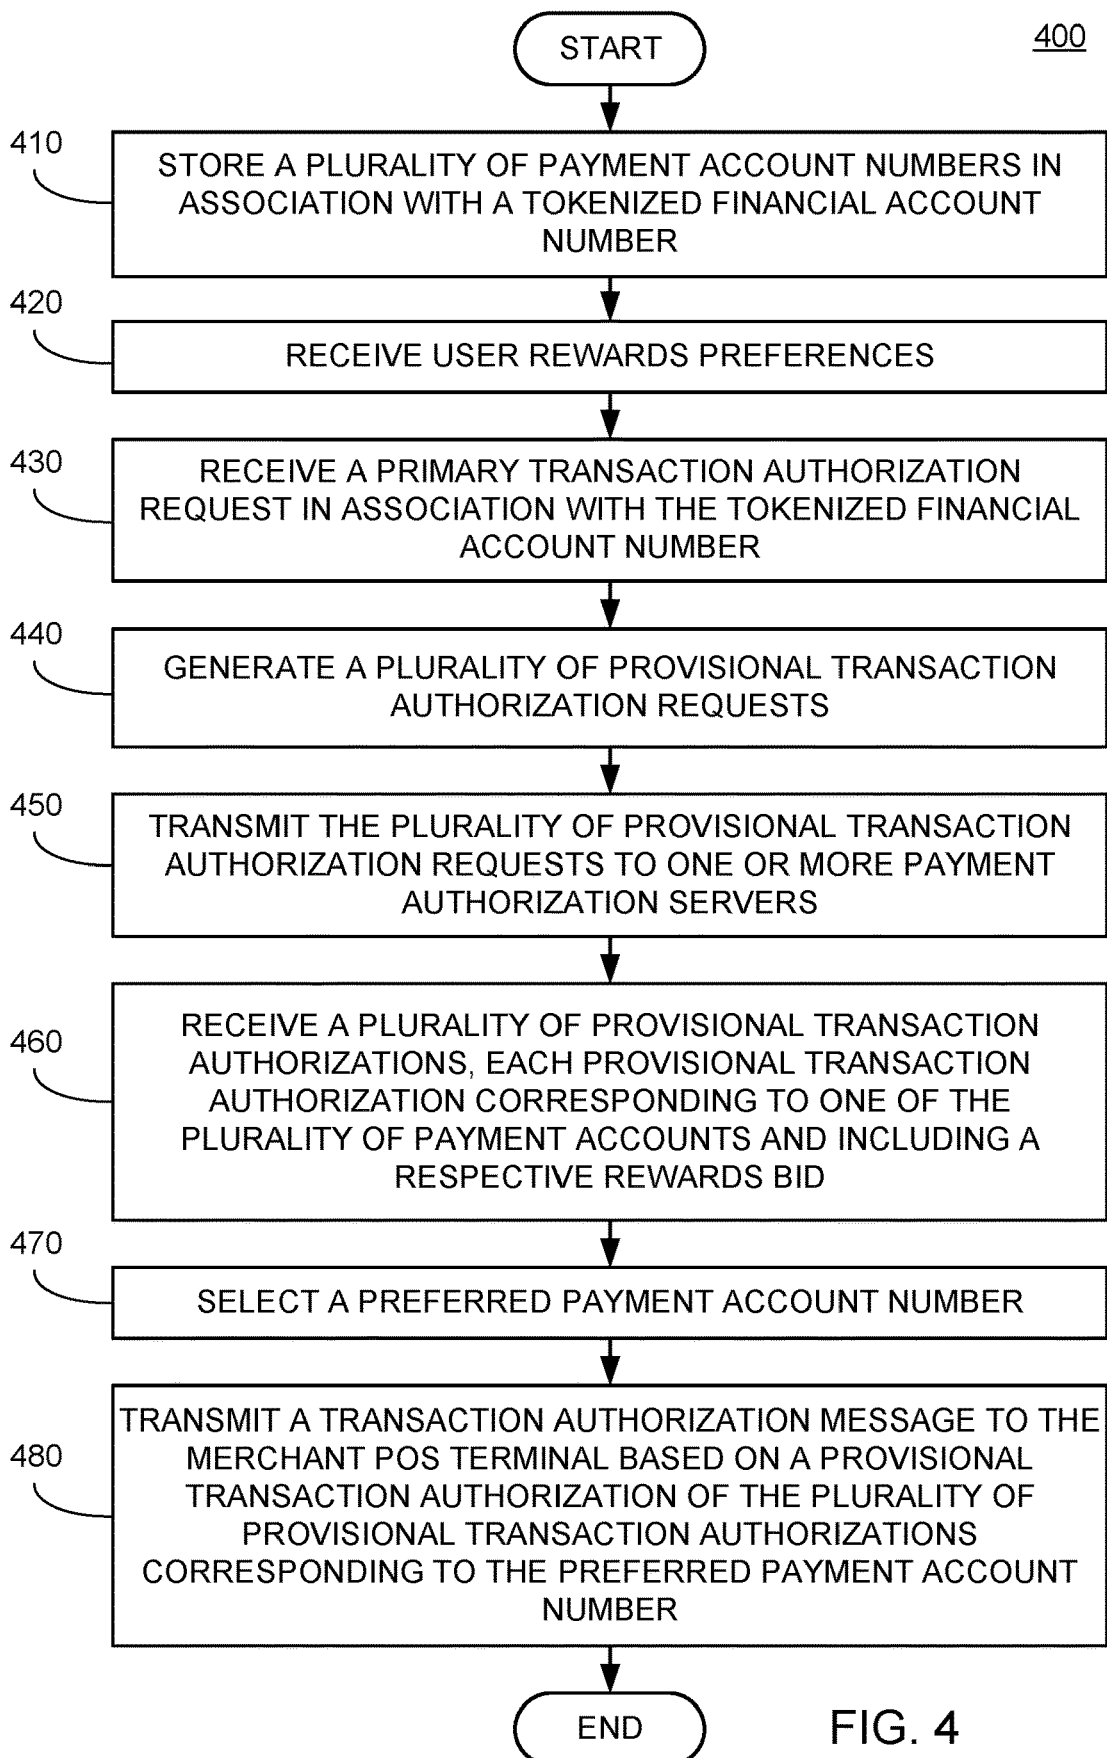 START
400
410
STORE A PLURALITY OF PAYMENT ACCOUNT NUMBERS IN
ASSOCIATION WITH A TOKENIZED FINANCIAL ACCOUNT
NUMBER
420
RECEIVE USER REWARDS PREFERENCES
430
RECEIVE A PRIMARY TRANSACTION AUTHORIZATION
REQUEST IN ASSOCIATION WITH THE TOKENIZED FINANCIAL
ACCOUNT NUMBER
440
GENERATE A PLURALITY OF PROVISIONAL TRANSACTION
AUTHORIZATION REQUESTS
450
TRANSMIT THE PLURALITY OF PROVISIONAL TRANSACTION
AUTHORIZATION REQUESTS TO ONE OR MORE PAYMENT
AUTHORIZATION SERVERS
460
RECEIVE A PLURALITY OF PROVISIONAL TRANSACTION
AUTHORIZATIONS, EACH PROVISIONAL TRANSACTION
AUTHORIZATION CORRESPONDING TO ONE OF THE
PLURALITY OF PAYMENT ACCOUNTS AND INCLUDING A
RESPECTIVE REWARDS BID
470
SELECT A PREFERRED PAYMENT ACCOUNT NUMBER
480
TRANSMIT A TRANSACTION AUTHORIZATION MESSAGE TO THE
MERCHANT POS TERMINAL BASED ON A PROVISIONAL
TRANSACTION AUTHORIZATION OF THE PLURALITY OF
PROVISIONAL TRANSACTION AUTHORIZATIONS
CORRESPONDING TO THE PREFERRED PAYMENT ACCOUNT
NUMBER
END
FIG. 4